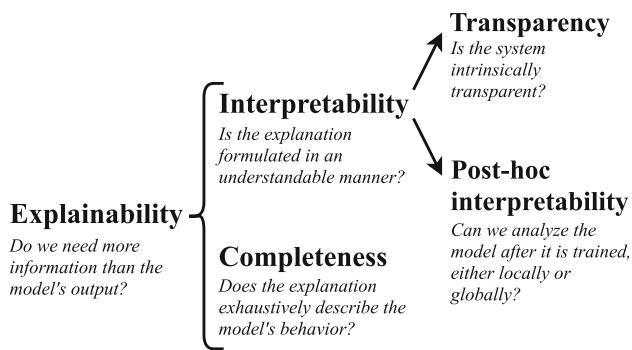 Explainability
Do we need more
information than the
model's output?
Interpretability
Is the explanation
formulated in an
understandable manner?
Completeness
Does the explanation
exhaustively describe the
model's behavior?
Transparency
Is the system
intrinsically
transparent?
Post-hoc
interpretability
Can we analyze the
model after it is trained,
either locally or
globally?